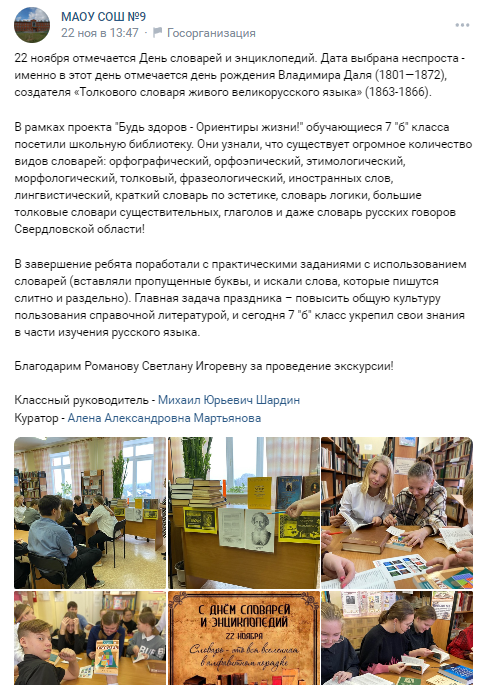 МАОУ СОШ №9
22 ноя в 13:47 · Госорганизация
22 ноября отмечается День словарей и энциклопедий. Дата выбрана неспроста -
именно в этот день отмечается день рождения Владимира Даля (1801—1872),
создателя «Толкового словаря живого великорусского языка» (1863-1866).
В рамках проекта "Будь здоров - Ориентиры жизни!" обучающиеся 7 "б" класса
посетили школьную библиотеку. Они узнали, что существует огромное количество
видов словарей: орфографический, орфоэпический, этимологический,
морфологический, толковый, фразеологический, иностранных слов,
лингвистический, краткий словарь по эстетике, словарь логики, большие
толковые словари существительных, глаголов и даже словарь русских говоров
Свердловской области!
В завершение ребята поработали с практическими заданиями с использованием
словарей (вставляли пропущенные буквы, и искали слова, которые пишутся
слитно и раздельно). Главная задача праздника – повысить общую культуру
пользования справочной литературой, и сегодня 7 "б" класс укрепил свои знания
в части изучения русского языка.
Благодарим Романову Светлану Игоревну за проведение экскурсии!
Классный руководитель - Михаил Юрьевич Шардин
Куратор - Алена Александровна Мартьянова
С ДНЁМ СЛОВАРЕЙ
И ЭНЦИКЛОПЕДИЙ
22 НОЯБРЯ
Словарь - это вся вселенная
в алфавитном порядке